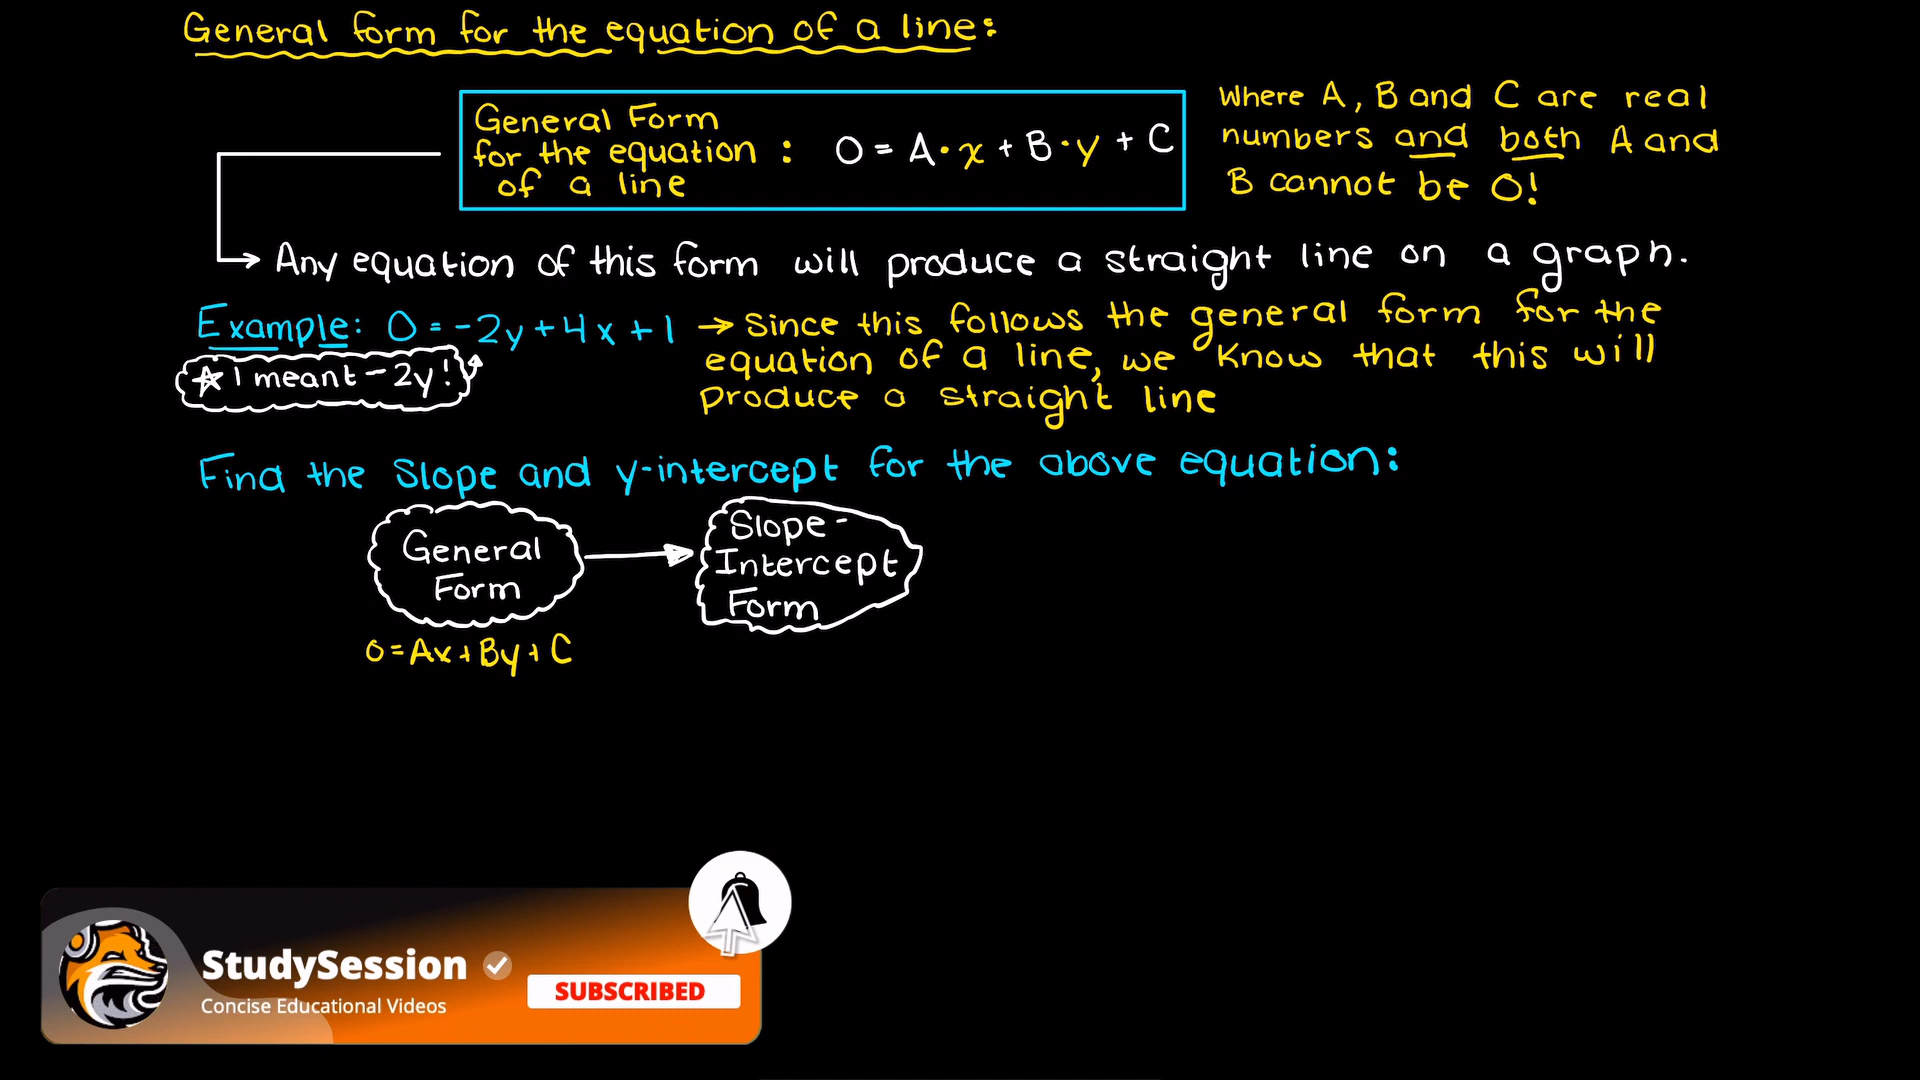 General form for the equation of a line:
General Form
for the equation : 0 = A·x + B·y + C
of a line
Where A, B and C are real
numbers and both A and
B cannot be 0!
Any equation of this form will produce a straight line on a graph.
Example: 0 = -2y + 4x + 1 → Since this follows the general form for the
equation of a line, we know that this will
produce a straight line
☆ I meant -2y!
Find the slope and y-intercept for the above equation:
General
Form
Slope-
Intercept
Form
0 = Ax + By + C
StudySession
Concise Educational Videos
SUBSCRIBED